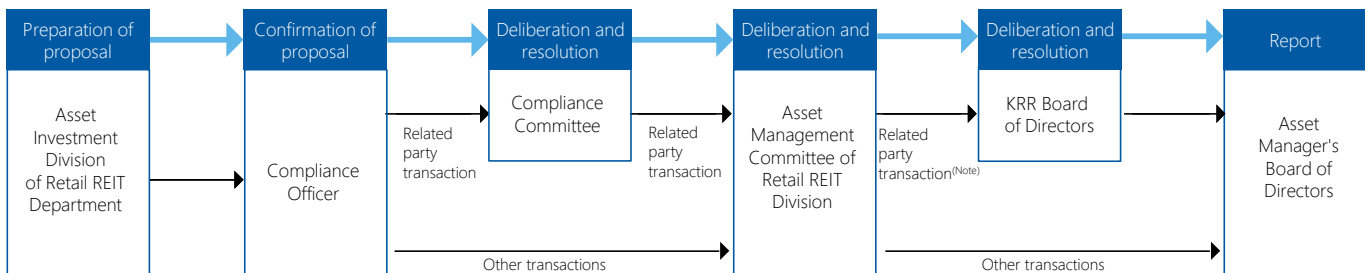 Preparation of
proposal
Asset
Investment
Division
of Retail REIT
Department
Confirmation of
proposal
Compliance
Officer
Related
party
transaction
Deliberation and
resolution
Compliance
Committee
Related
party
transaction
Other transactions
Deliberation and
resolution
Asset
Management
Committee of
Retail REIT
Division
Related
party
transaction(Note)
Deliberation and
resolution
KRR Board
of Directors
Other transactions
Report
Asset
Manager's
Board of
Directors